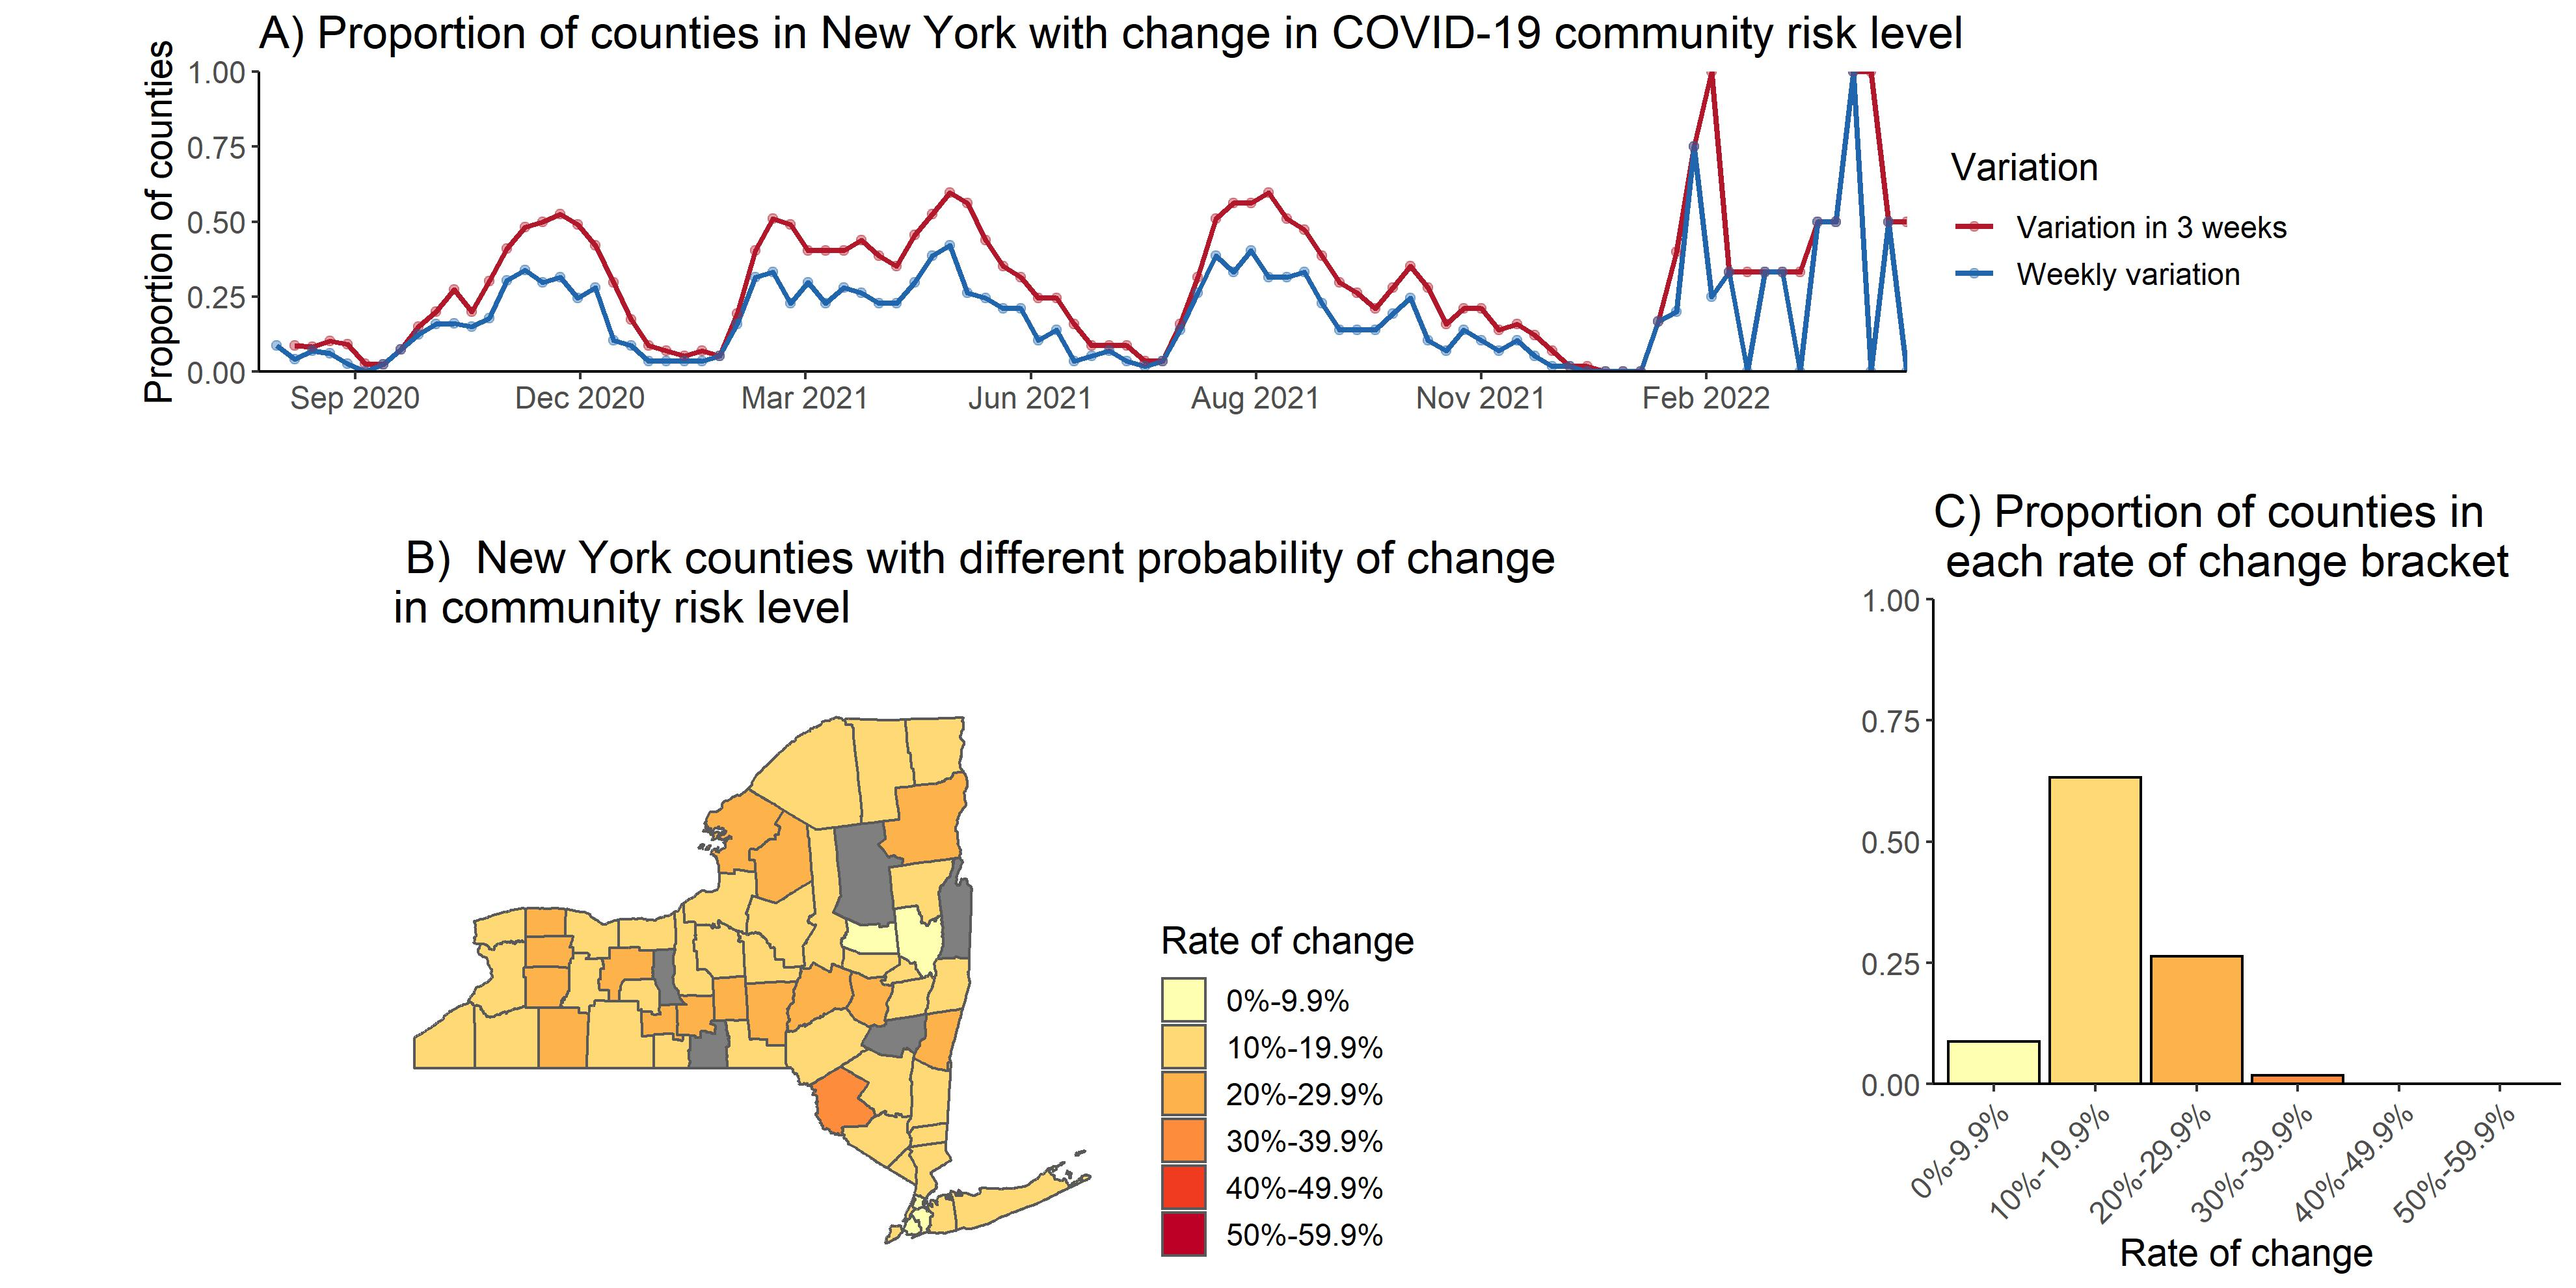 A) Proportion of counties in New York with change in COVID-19 community risk level
Proportion of counties
1.00
0.75
0.50
0.25
0.00
Sep 2020 Dec 2020 Mar 2021 Jun 2021 Aug 2021 Nov 2021 Feb 2022
Variation
Variation in 3 weeks
Weekly variation
B) New York counties with different probability of change
in community risk level
Rate of change
0%-9.9%
10%-19.9%
20%-29.9%
30%-39.9%
40%-49.9%
50%-59.9%
C) Proportion of counties in
each rate of change bracket
1.00
0.75
0.50
0.25
0.00
0%-9.9%
10%-19.9%
20%-29.9%
30%-39.9%
40%-49.9%
50%-59.9%
Rate of change